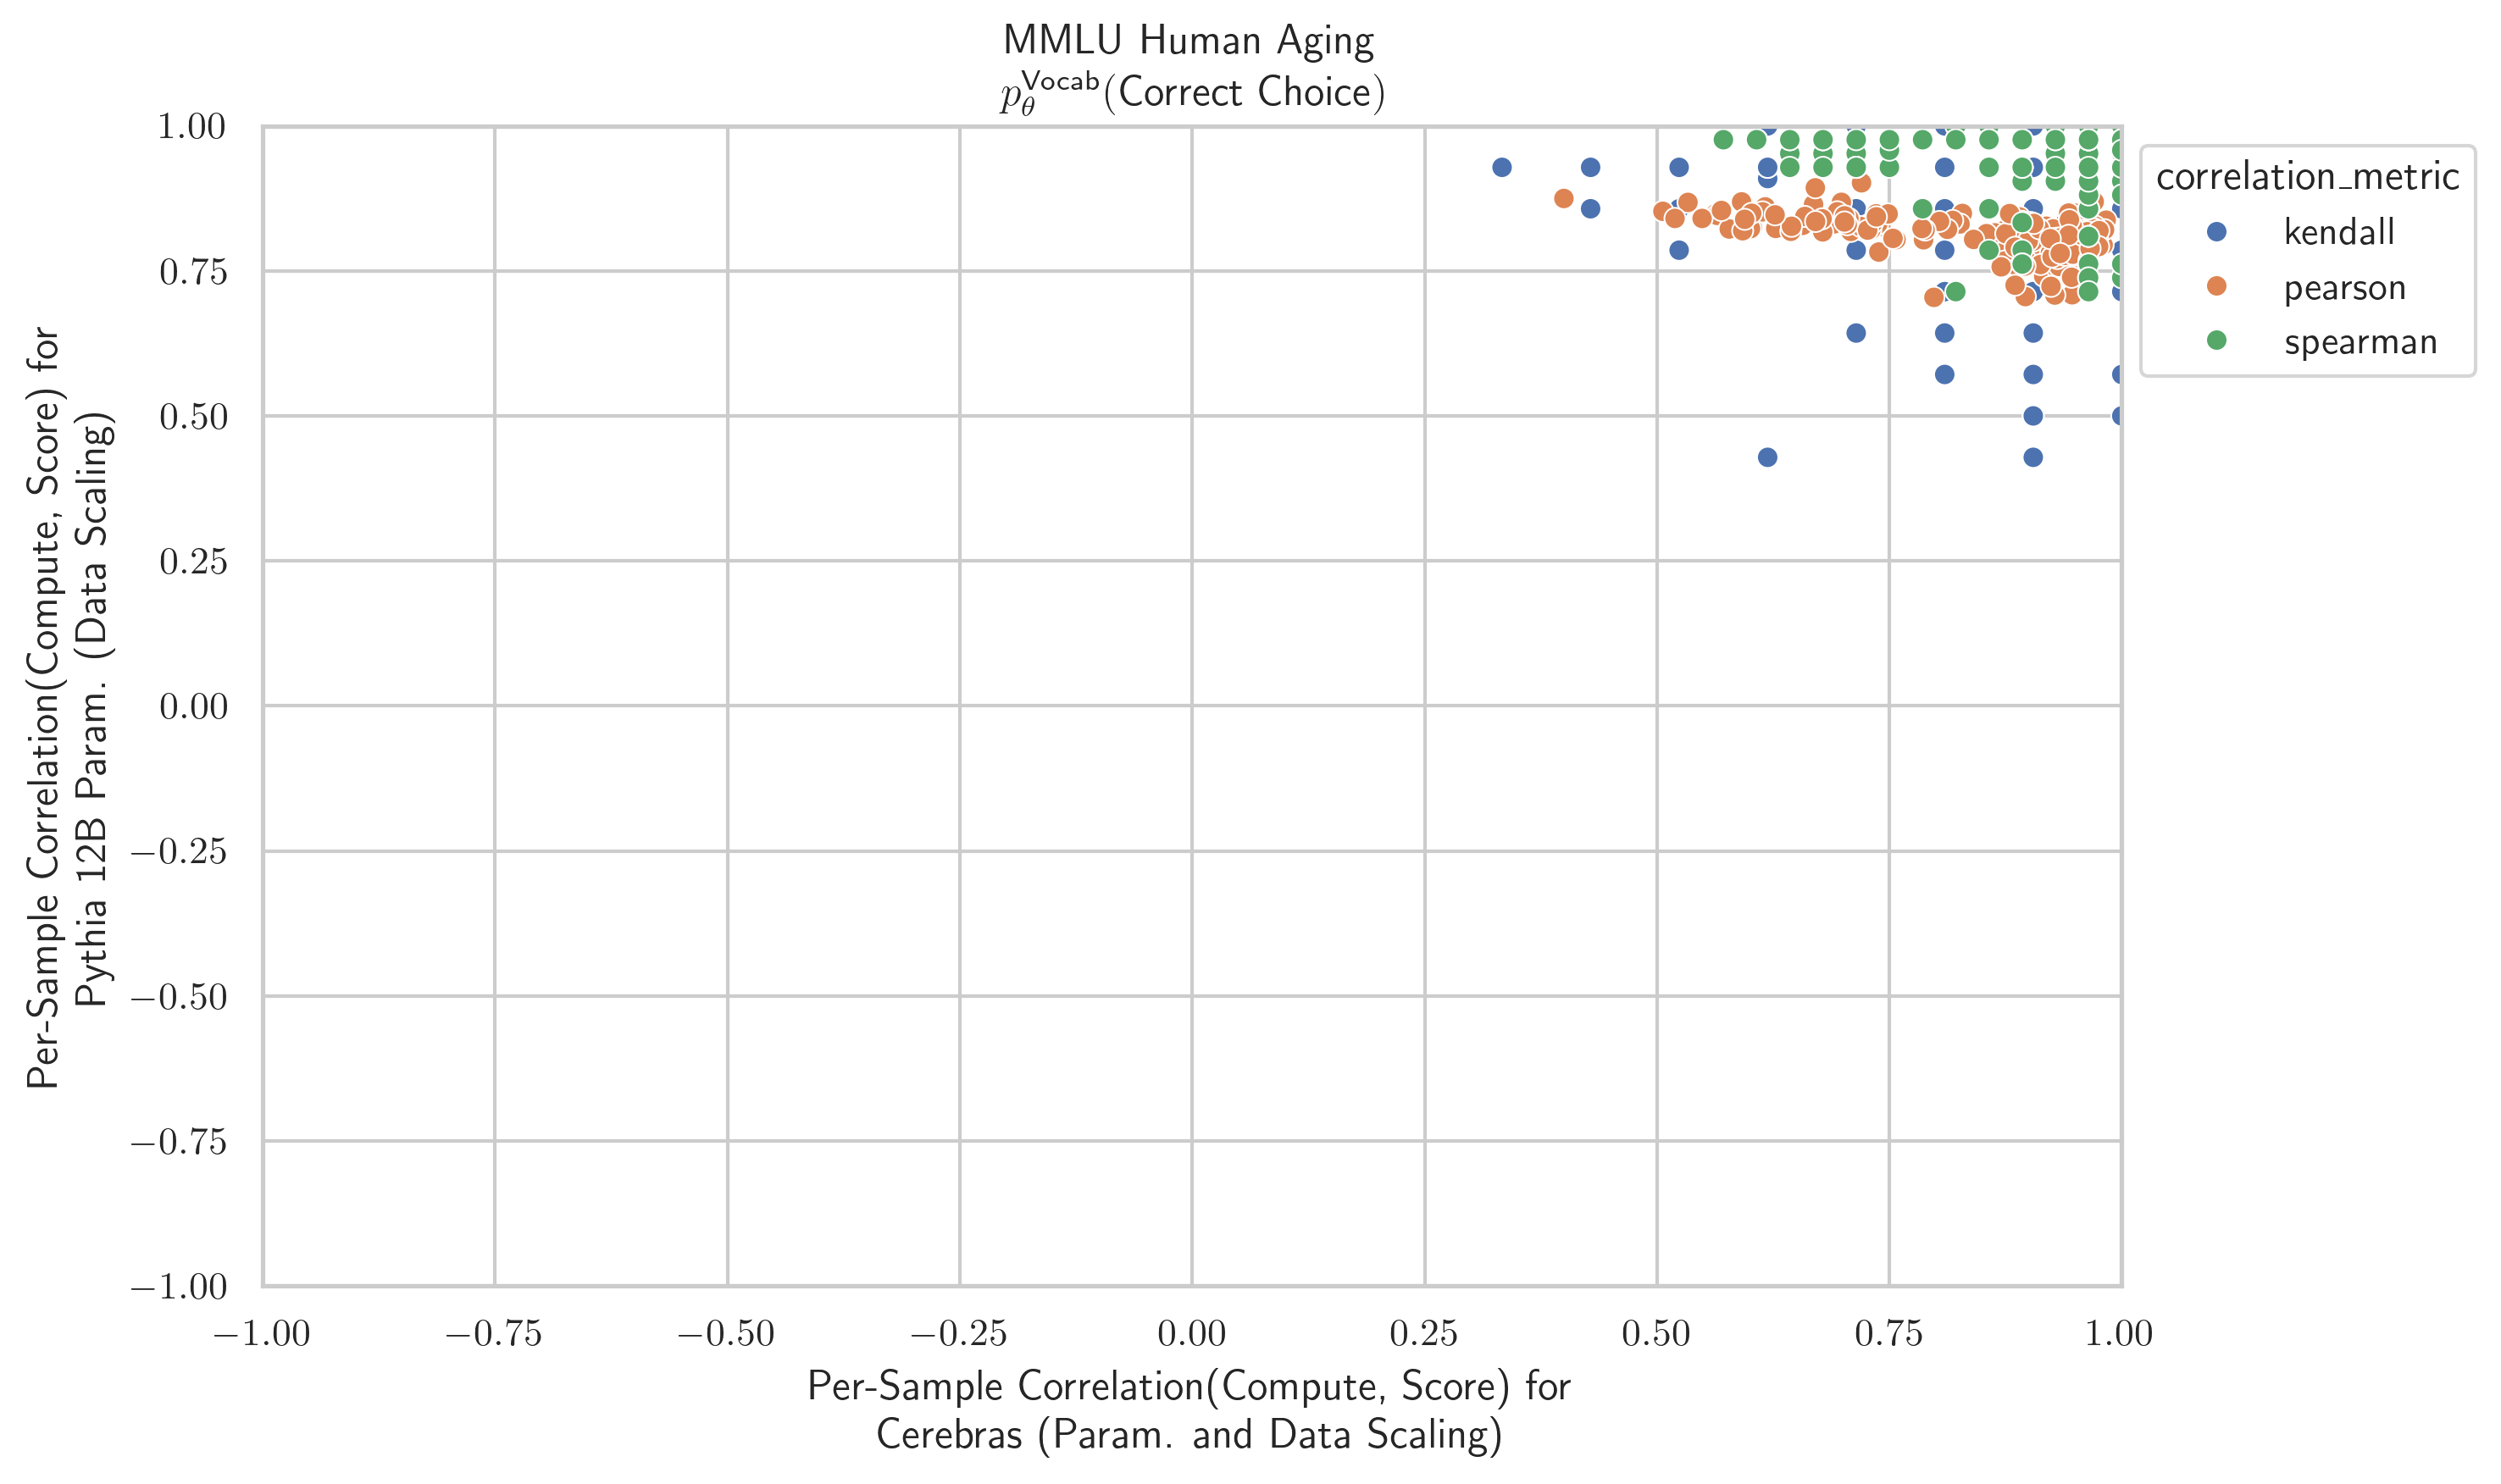 MMLU Human Aging
p_θ^Vocab(Correct Choice)
1.00
0.75
0.50
0.25
0.00
−0.25
−0.50
−0.75
−1.00
Per-Sample Correlation(Compute, Score) for
Pythia 12B Param. (Data Scaling)
−1.00 −0.75 −0.50 −0.25 0.00 0.25 0.50 0.75 1.00
Per-Sample Correlation(Compute, Score) for
Cerebras (Param. and Data Scaling)
correlation_metric
kendall
pearson
spearman